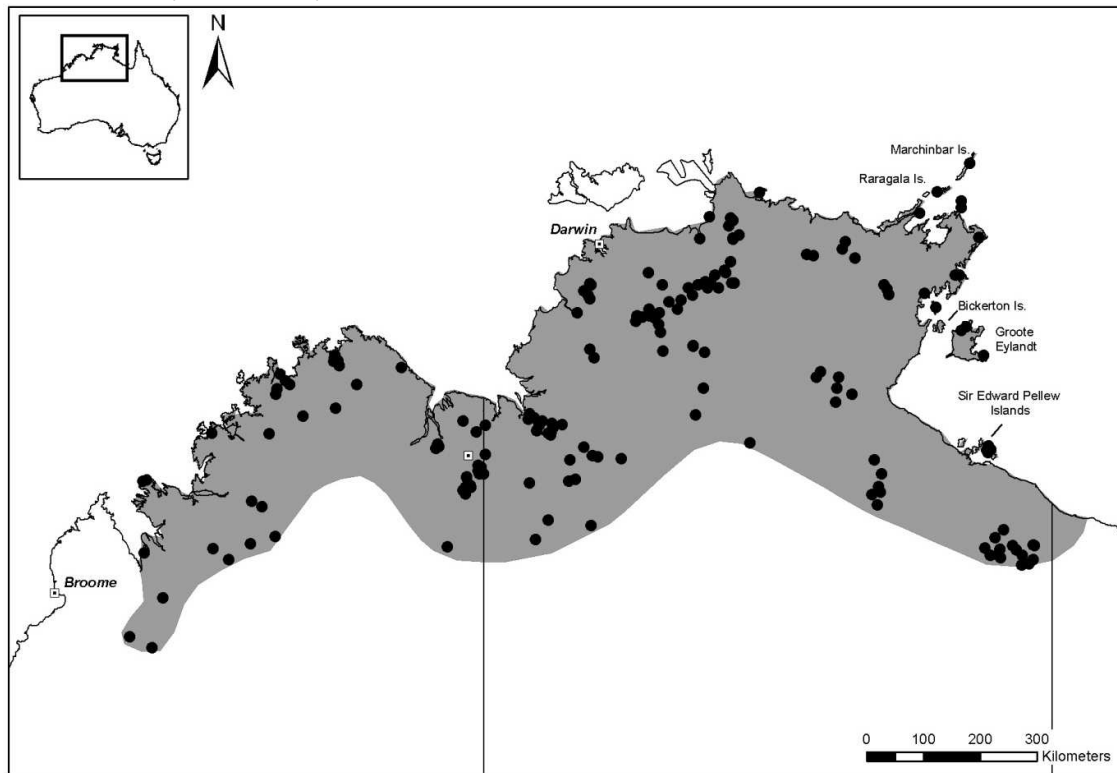 N
Marchinbar Is.
Raragala Is.
Darwin
Bickerton Is.
Groote
Eylandt
Sir Edward Pellew
Islands
Broome
0 100 200 300
Kilometers